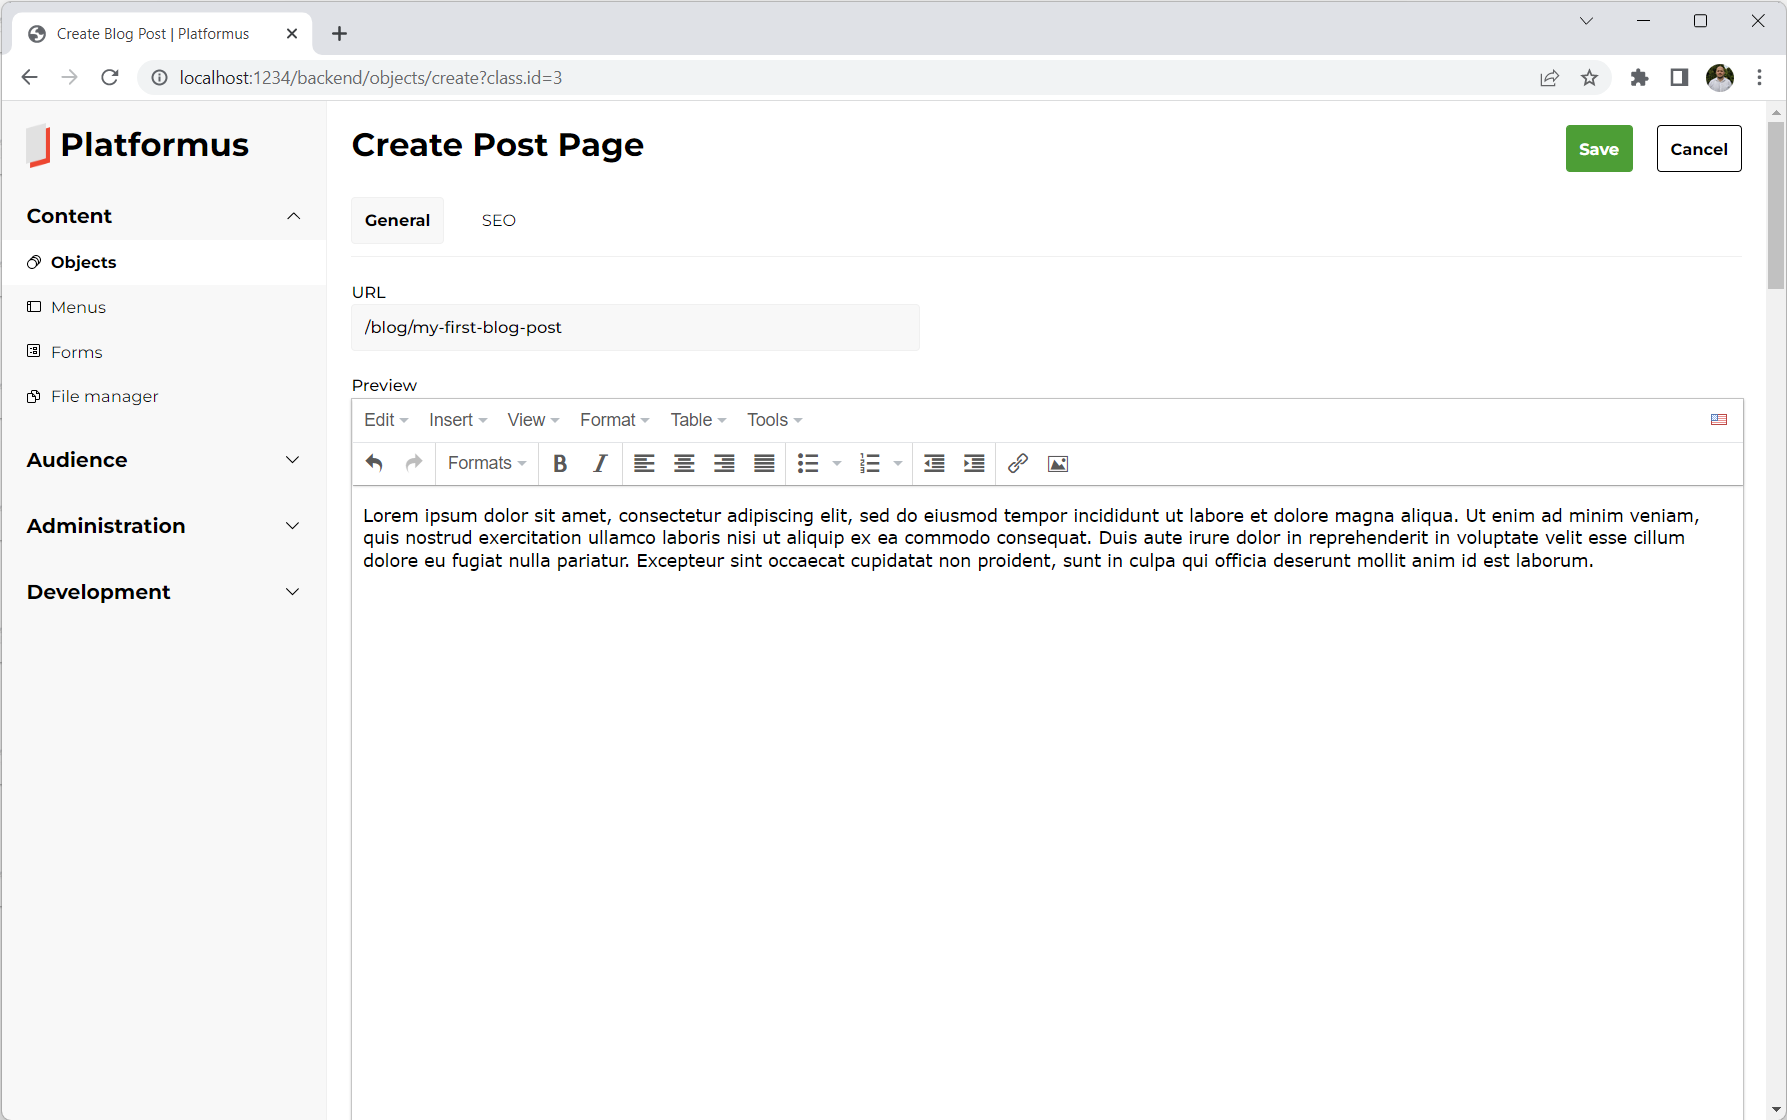 Create Blog Post | Platformus
localhost:1234/backend/objects/create?class.id=3
Platformus
Content
Objects
Menus
Forms
File manager
Audience
Administration
Development
Create Post Page
Save
Cancel
General
SEO
URL
/blog/my-first-blog-post
Preview
Edit Insert View Format Table Tools
Formats B I
Lorem ipsum dolor sit amet, consectetur adipiscing elit, sed do eiusmod tempor incididunt ut labore et dolore magna aliqua. Ut enim ad minim veniam,
quis nostrud exercitation ullamco laboris nisi ut aliquip ex ea commodo consequat. Duis aute irure dolor in reprehenderit in voluptate velit esse cillum
dolore eu fugiat nulla pariatur. Excepteur sint occaecat cupidatat non proident, sunt in culpa qui officia deserunt mollit anim id est laborum.